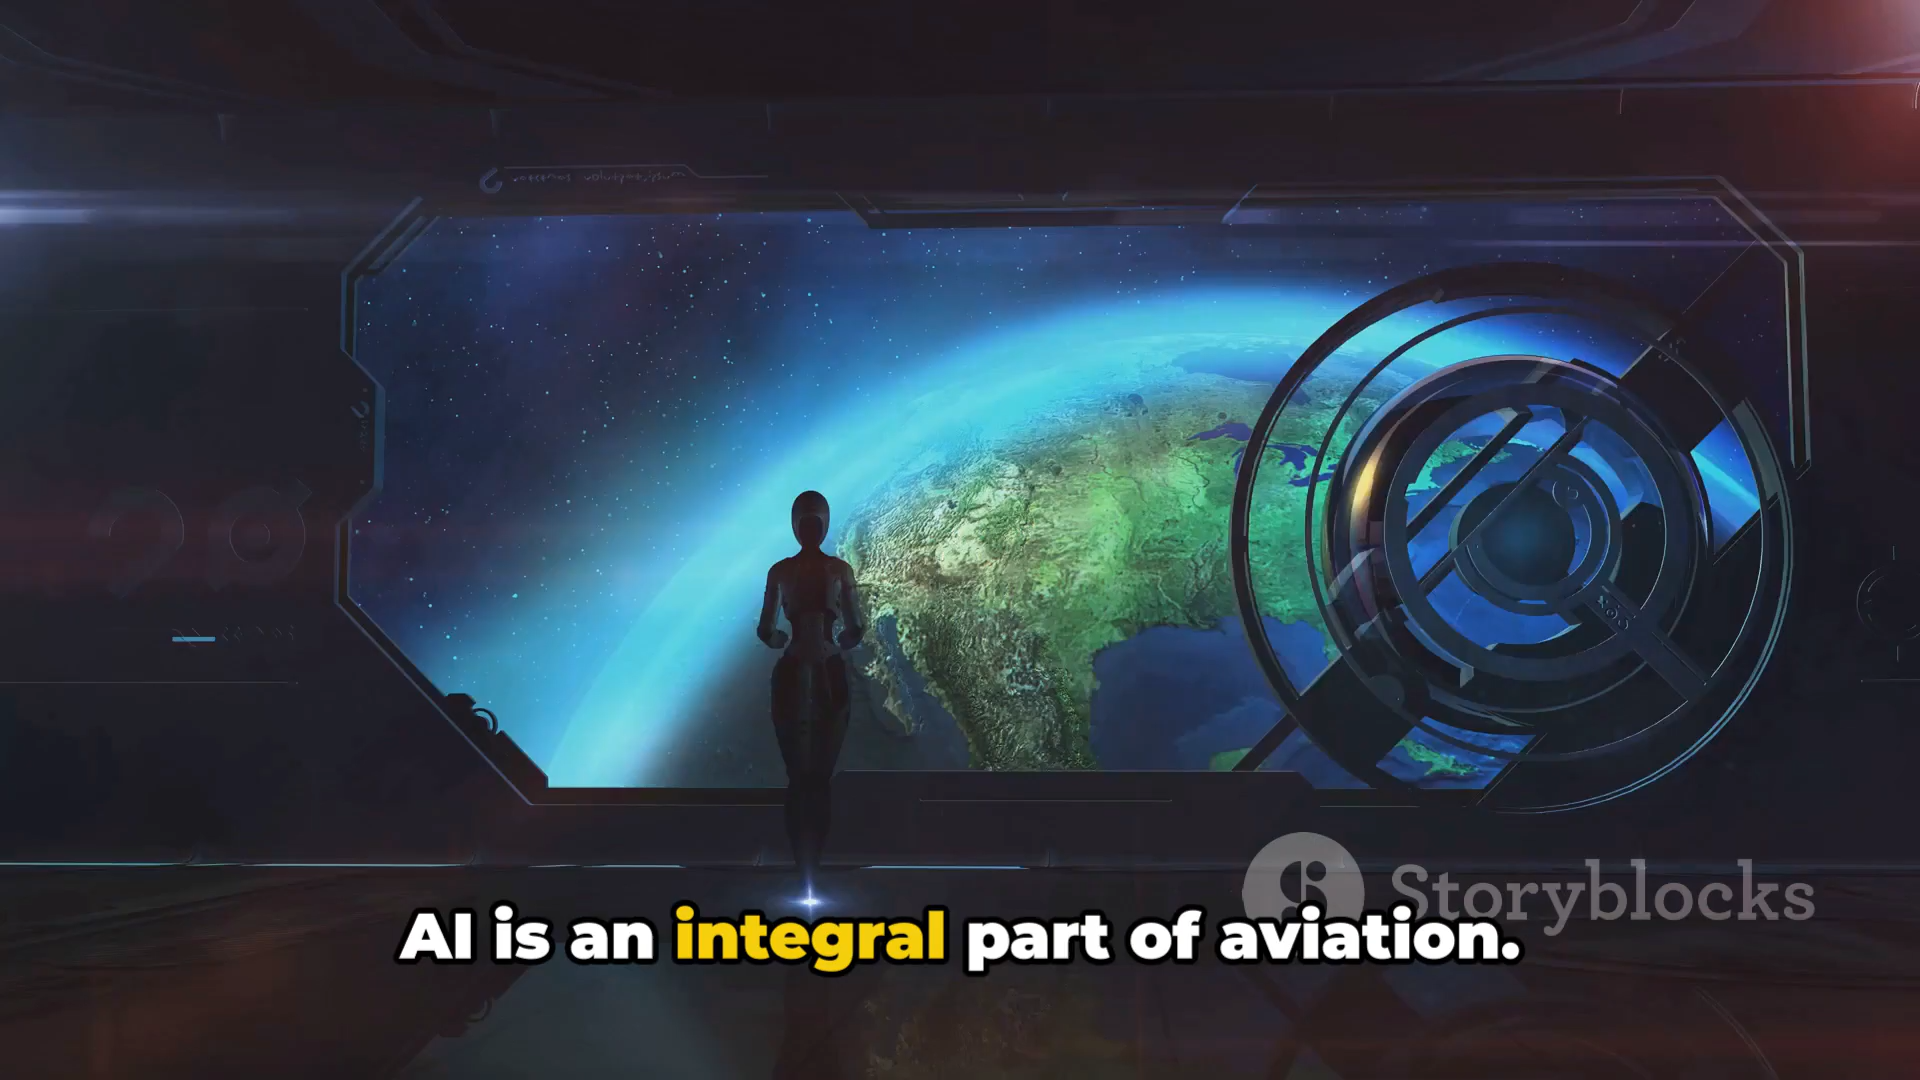 Storyblocks
AI is an integral part of aviation.